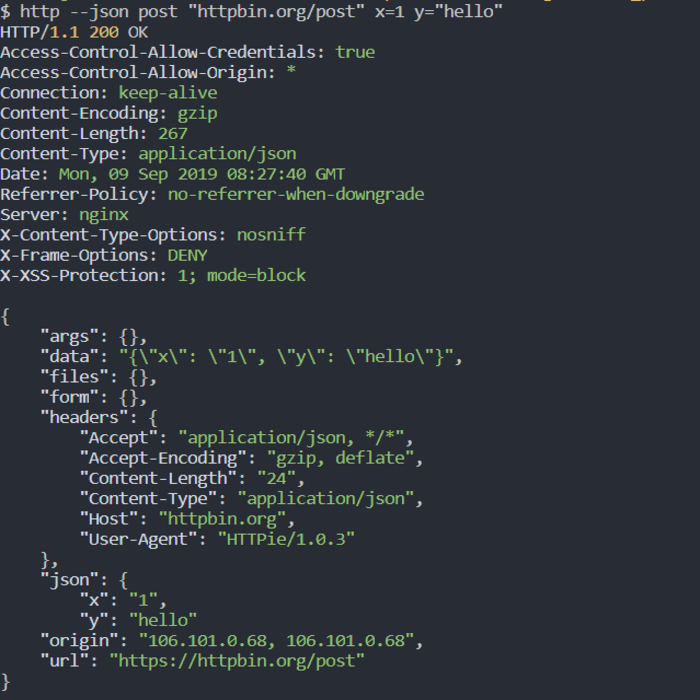 $ http --json post "httpbin.org/post" x=1 y="hello"
HTTP/1.1 200 OK
Access-Control-Allow-Credentials: true
Access-Control-Allow-Origin: *
Connection: keep-alive
Content-Encoding: gzip
Content-Length: 267
Content-Type: application/json
Date: Mon, 09 Sep 2019 08:27:40 GMT
Referrer-Policy: no-referrer-when-downgrade
Server: nginx
X-Content-Type-Options: nosniff
X-Frame-Options: DENY
X-XSS-Protection: 1; mode=block

{
    "args": {},
    "data": "{\"x\": \"1\", \"y\": \"hello\"}",
    "files": {},
    "form": {},
    "headers": {
        "Accept": "application/json, */*",
        "Accept-Encoding": "gzip, deflate",
        "Content-Length": "24",
        "Content-Type": "application/json",
        "Host": "httpbin.org",
        "User-Agent": "HTTPie/1.0.3"
    },
    "json": {
        "x": "1",
        "y": "hello"
    "origin": "106.101.0.68, 106.101.0.68",
    "url": "https://httpbin.org/post"
}